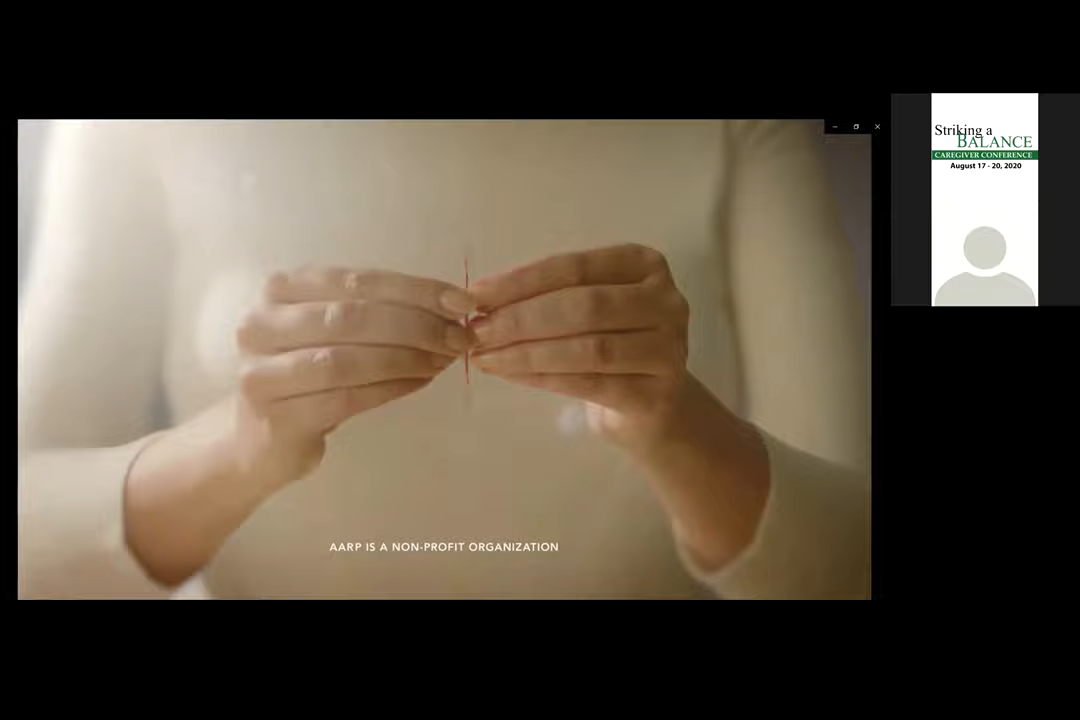 AARP IS A NON-PROFIT ORGANIZATION
Striking a
BALANCE
CAREGIVER CONFERENCE
August 17 - 20, 2020